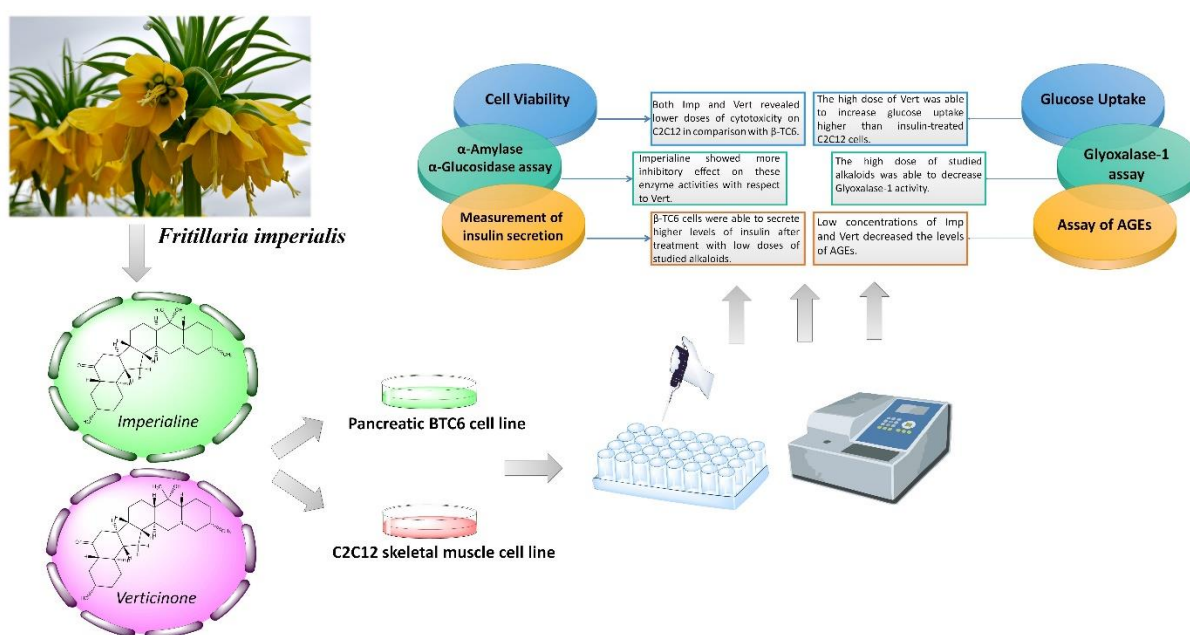 Fritillaria imperialis
Cell Viability
Both Imp and Vert revealed
lower doses of cytotoxicity on
C2C12 in comparison with β-TC6.
The high dose of Vert was able
to increase glucose uptake
higher than insulin-treated
C2C12 cells.
Glucose Uptake
α-Amylase
α-Glucosidase assay
Imperialine showed more
inhibitory effect on these
enzyme activities with respect
to Vert.
The high dose of studied
alkaloids was able to decrease
Glyoxalase-1 activity.
Glyoxalase-1
assay
Measurement of
insulin secretion
β-TC6 cells were able to secrete
higher levels of insulin after
treatment with low doses of
studied alkaloids.
Low concentrations of Imp
and Vert decreased the levels
of AGEs.
Assay of AGEs
Imperialine
Pancreatic BTC6 cell line
Verticinone
C2C12 skeletal muscle cell line